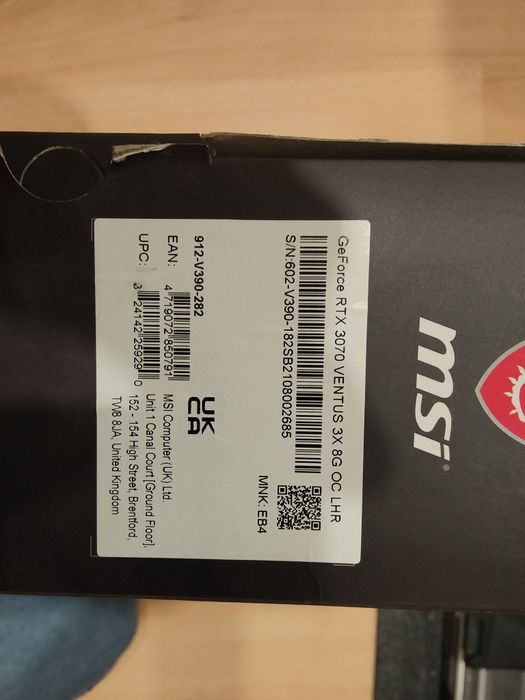 msi
GeForce RTX 3070 VENTUS 3X 8G OC LHR
S/N:602-V390-182SB2108002685
MNK: EB4
912-V390-282
EAN: 4 719072 850791
UPC: 3 24142 25929 0
UK
CA
MSI Computer (UK) Ltd.
Unit 1 Canal Court [Ground Floor],
152 - 154 High Street, Brentford,
TW8 8JA, United Kingdom